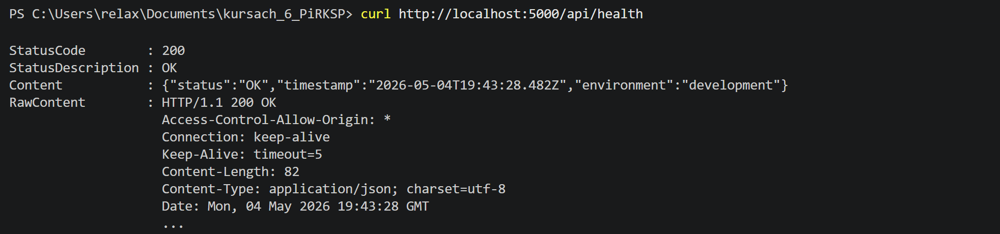 PS C:\Users\relax\Documents\kursach_6_PiRKSP> curl http://localhost:5000/api/health
StatusCode        : 200
StatusDescription : OK
Content           : {"status":"OK","timestamp":"2026-05-04T19:43:28.482Z","environment":"development"}
RawContent        : HTTP/1.1 200 OK
                    Access-Control-Allow-Origin: *
                    Connection: keep-alive
                    Keep-Alive: timeout=5
                    Content-Length: 82
                    Content-Type: application/json; charset=utf-8
                    Date: Mon, 04 May 2026 19:43:28 GMT
                    ...